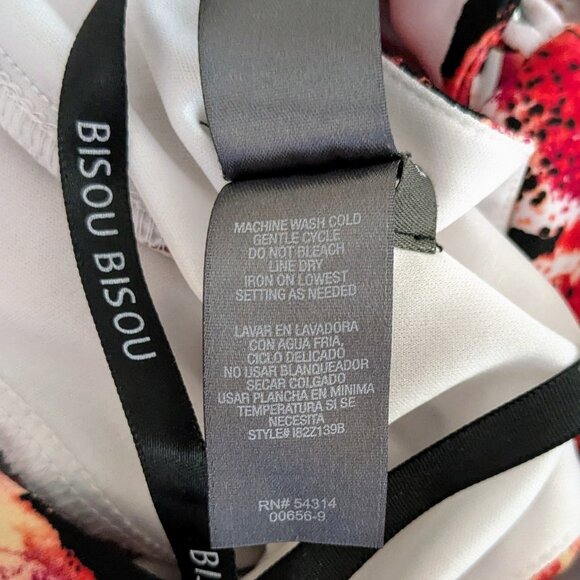 BISOU BISOU
BISOU
MACHINE WASH COLD
GENTLE CYCLE
DO NOT BLEACH
LINE DRY
IRON ON LOWEST
SETTING AS NEEDED
LAVAR EN LAVADORA
CON AGUA FRIA,
CICLO DELICADO
NO USAR BLANQUEADOR
SECAR COLGADO
USAR PLANCHA EN MINIMA
TEMPERATURA SI SE
NECESITA
STYLE# I82Z139B
RN# 54314
00656-9